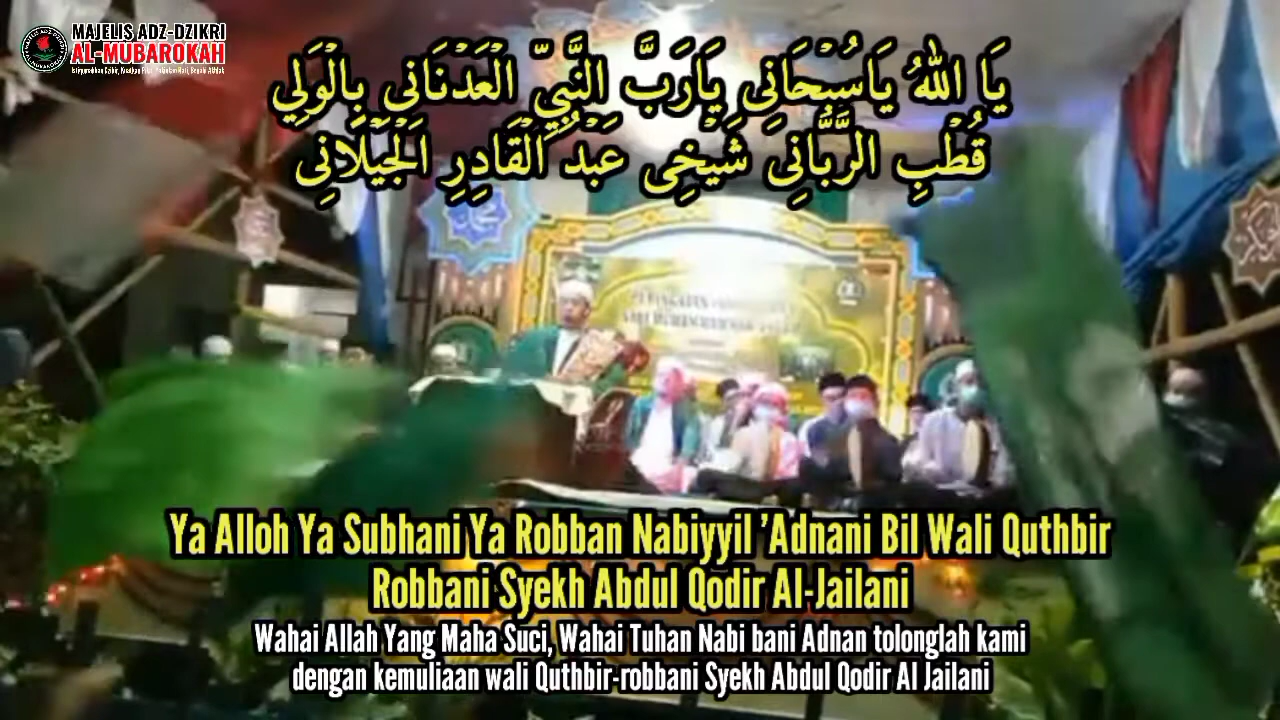 MAJELIS ADZ-DZIKRI
AL-MUBAROKAH
يَا اللهُ يَاسُبْحَانِي يَارَبَّ النَّبِيِّ الْعَدْنَانِي بِالْوَلِي
قُطْبِ الرَّبَّانِى شَيْخِى عَبْدُ الْقَادِرِ الْجَيْلَانِى
Ya Alloh Ya Subhani Ya Robban Nabiyyil 'Adnani Bil Wali Quthbir
Robbani Syekh Abdul Qodir Al-Jailani
Wahai Allah Yang Maha Suci, Wahai Tuhan Nabi bani Adnan tolonglah kami
dengan kemuliaan wali Quthbir-robbani Syekh Abdul Qodir Al Jailani